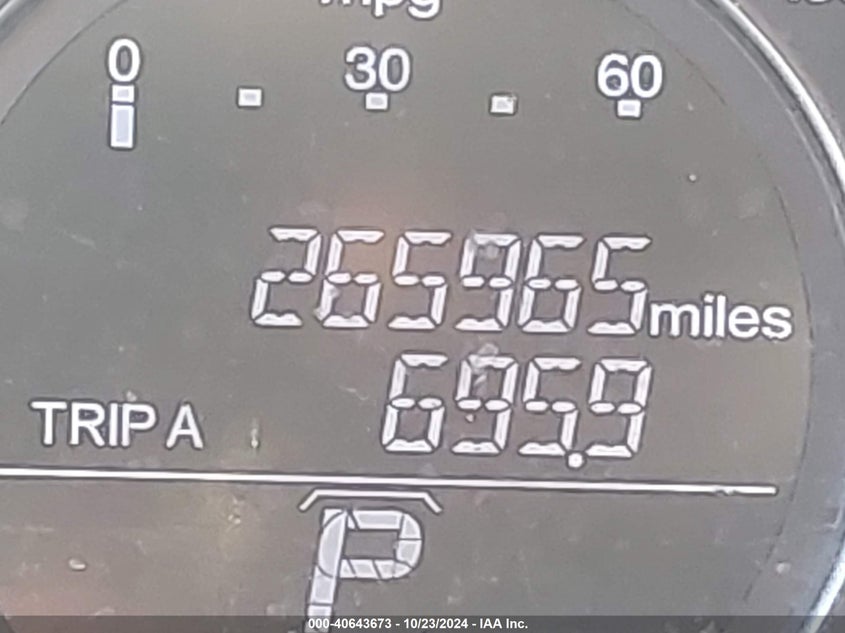 mpg
0 30 60
265965 miles
TRIP A 695.9
P
000-40643673 - 10/23/2024 - IAA Inc.